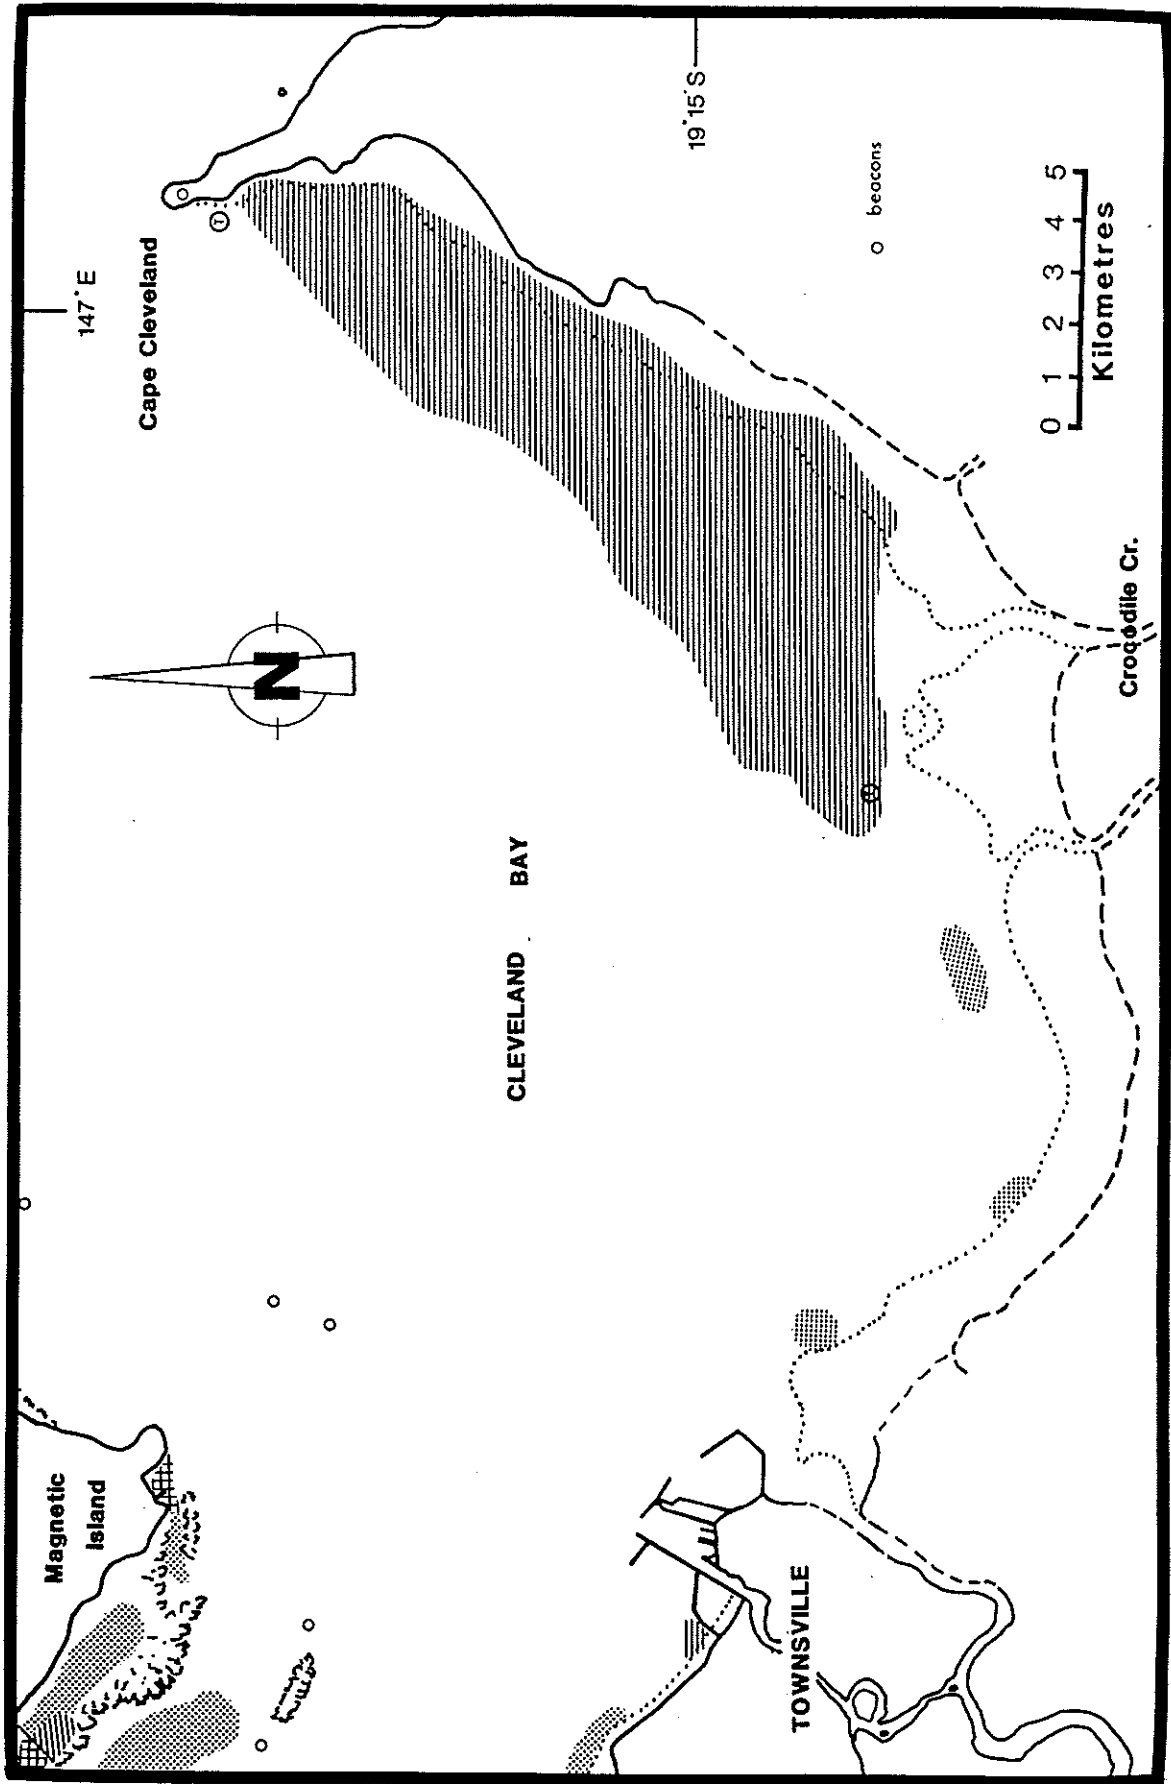 Magnetic
Island
147°E
Cape Cleveland
N
CLEVELAND BAY
19°15'S
TOWNSVILLE
beacons
0 1 2 3 4 5
Kilometres
Crocodile Cr.